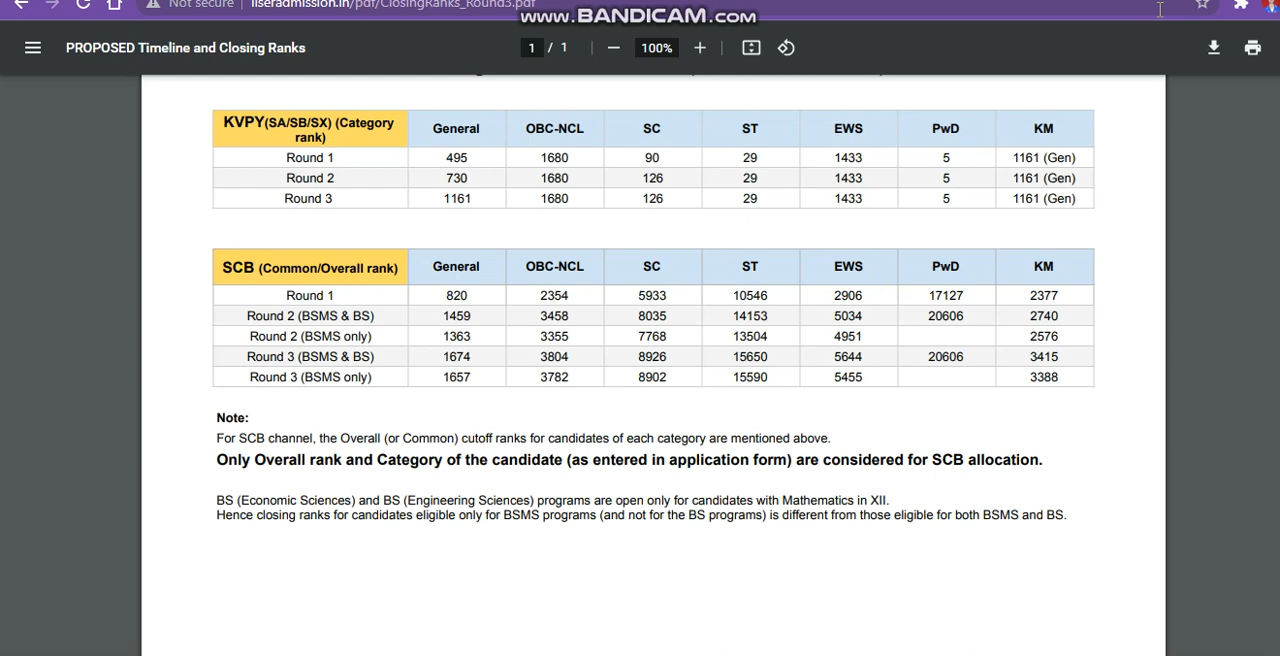 Not secure iiseradmission.in/pdf/ClosingRanks_Round3.pdf
www.BANDICAM.com
PROPOSED Timeline and Closing Ranks 1 / 1 — 100% +
KVPY(SA/SB/SX) (Category rank) General OBC-NCL SC ST EWS PwD KM
Round 1 495 1680 90 29 1433 5 1161 (Gen)
Round 2 730 1680 126 29 1433 5 1161 (Gen)
Round 3 1161 1680 126 29 1433 5 1161 (Gen)
SCB (Common/Overall rank) General OBC-NCL SC ST EWS PwD KM
Round 1 820 2354 5933 10546 2906 17127 2377
Round 2 (BSMS & BS) 1459 3458 8035 14153 5034 20606 2740
Round 2 (BSMS only) 1363 3355 7768 13504 4951 2576
Round 3 (BSMS & BS) 1674 3804 8926 15650 5644 20606 3415
Round 3 (BSMS only) 1657 3782 8902 15590 5455 3388
Note:
For SCB channel, the Overall (or Common) cutoff ranks for candidates of each category are mentioned above.
Only Overall rank and Category of the candidate (as entered in application form) are considered for SCB allocation.
BS (Economic Sciences) and BS (Engineering Sciences) programs are open only for candidates with Mathematics in XII.
Hence closing ranks for candidates eligible only for BSMS programs (and not for the BS programs) is different from those eligible for both BSMS and BS.